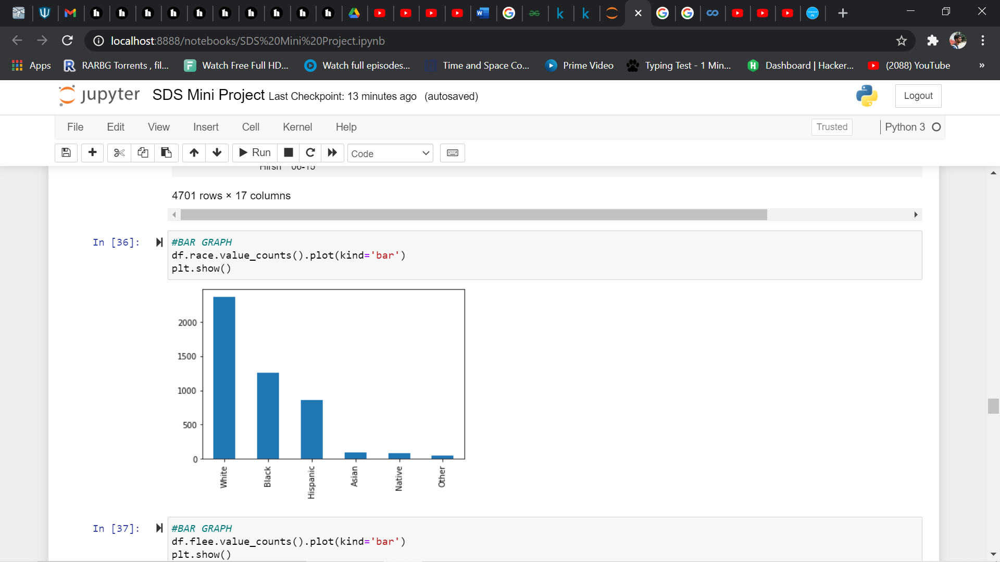 localhost:8888/notebooks/SDS%20Mini%20Project.ipynb
Apps RARBG Torrents , fil... Watch Free Full HD... Watch full episodes... Time and Space Co... Prime Video Typing Test - 1 Min... Dashboard | Hacker... (2088) YouTube »
jupyter SDS Mini Project Last Checkpoint: 13 minutes ago (autosaved) Logout
File Edit View Insert Cell Kernel Help Trusted Python 3
Run Code
Hirsh 06-15
4701 rows × 17 columns
In [36]: #BAR GRAPH
df.race.value_counts().plot(kind='bar')
plt.show()
2000
1500
1000
500
0
White Black Hispanic Asian Native Other
In [37]: #BAR GRAPH
df.flee.value_counts().plot(kind='bar')
plt.show()